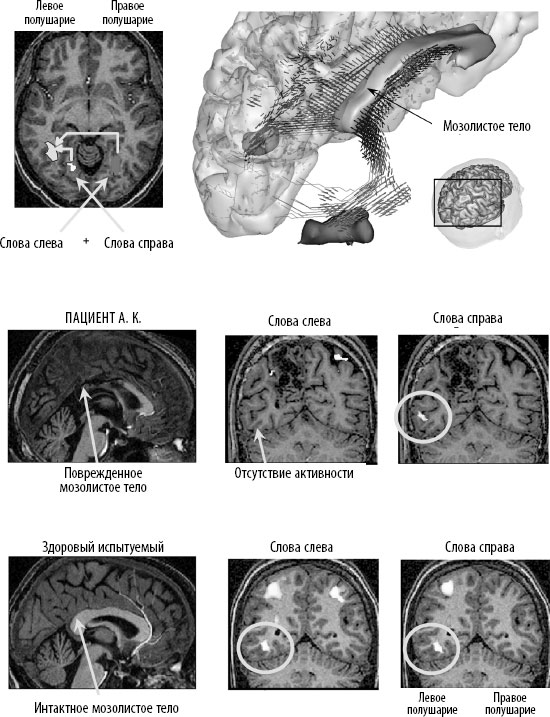 Левое
полушарие
Правое
полушарие
Мозолистое тело
Слова слева + Слова справа
ПАЦИЕНТ А. К.
Слова слева
Слова справа
Поврежденное
мозолистое тело
Отсутствие активности
Здоровый испытуемый
Слова слева
Слова справа
Интактное мозолистое тело
Левое
полушарие
Правое
полушарие